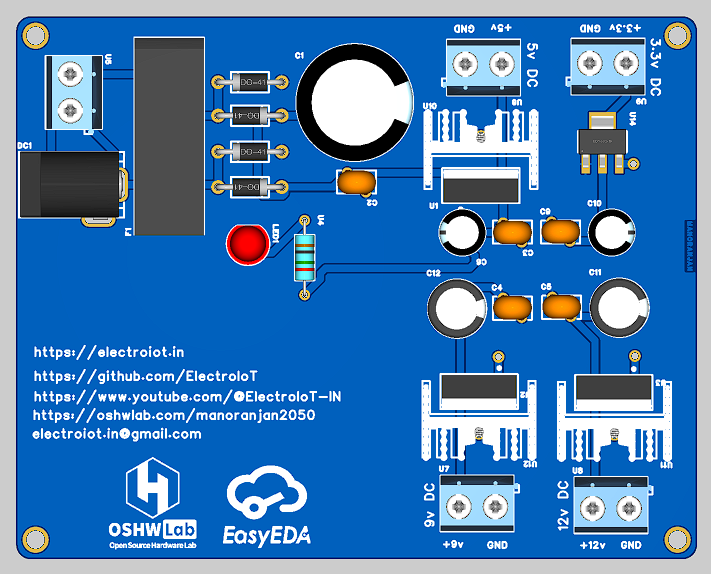 GND
+5v
GND
+3.3v
U5
C1
5v DC
3.3v DC
DO-41
U8
U9
U10
U14
DO-41
DC1
DO-41
DO-41
C2
U1
F1
LED1
U4
C3
C9
C10
MANORANJAN
C8
C12
C4
C5
C11
https://electroiot.in
https://github.com/ElectroIoT
https://www.youtube.com/@ElectroIoT-IN
https://oshwlab.com/manoranjan2050
electroiot.in@gmail.com
U2
U3
U12
U11
U7
U6
9v DC
12v DC
OSHWLab
Open Source Hardware Lab
EasyEDA
+9v
GND
+12v
GND